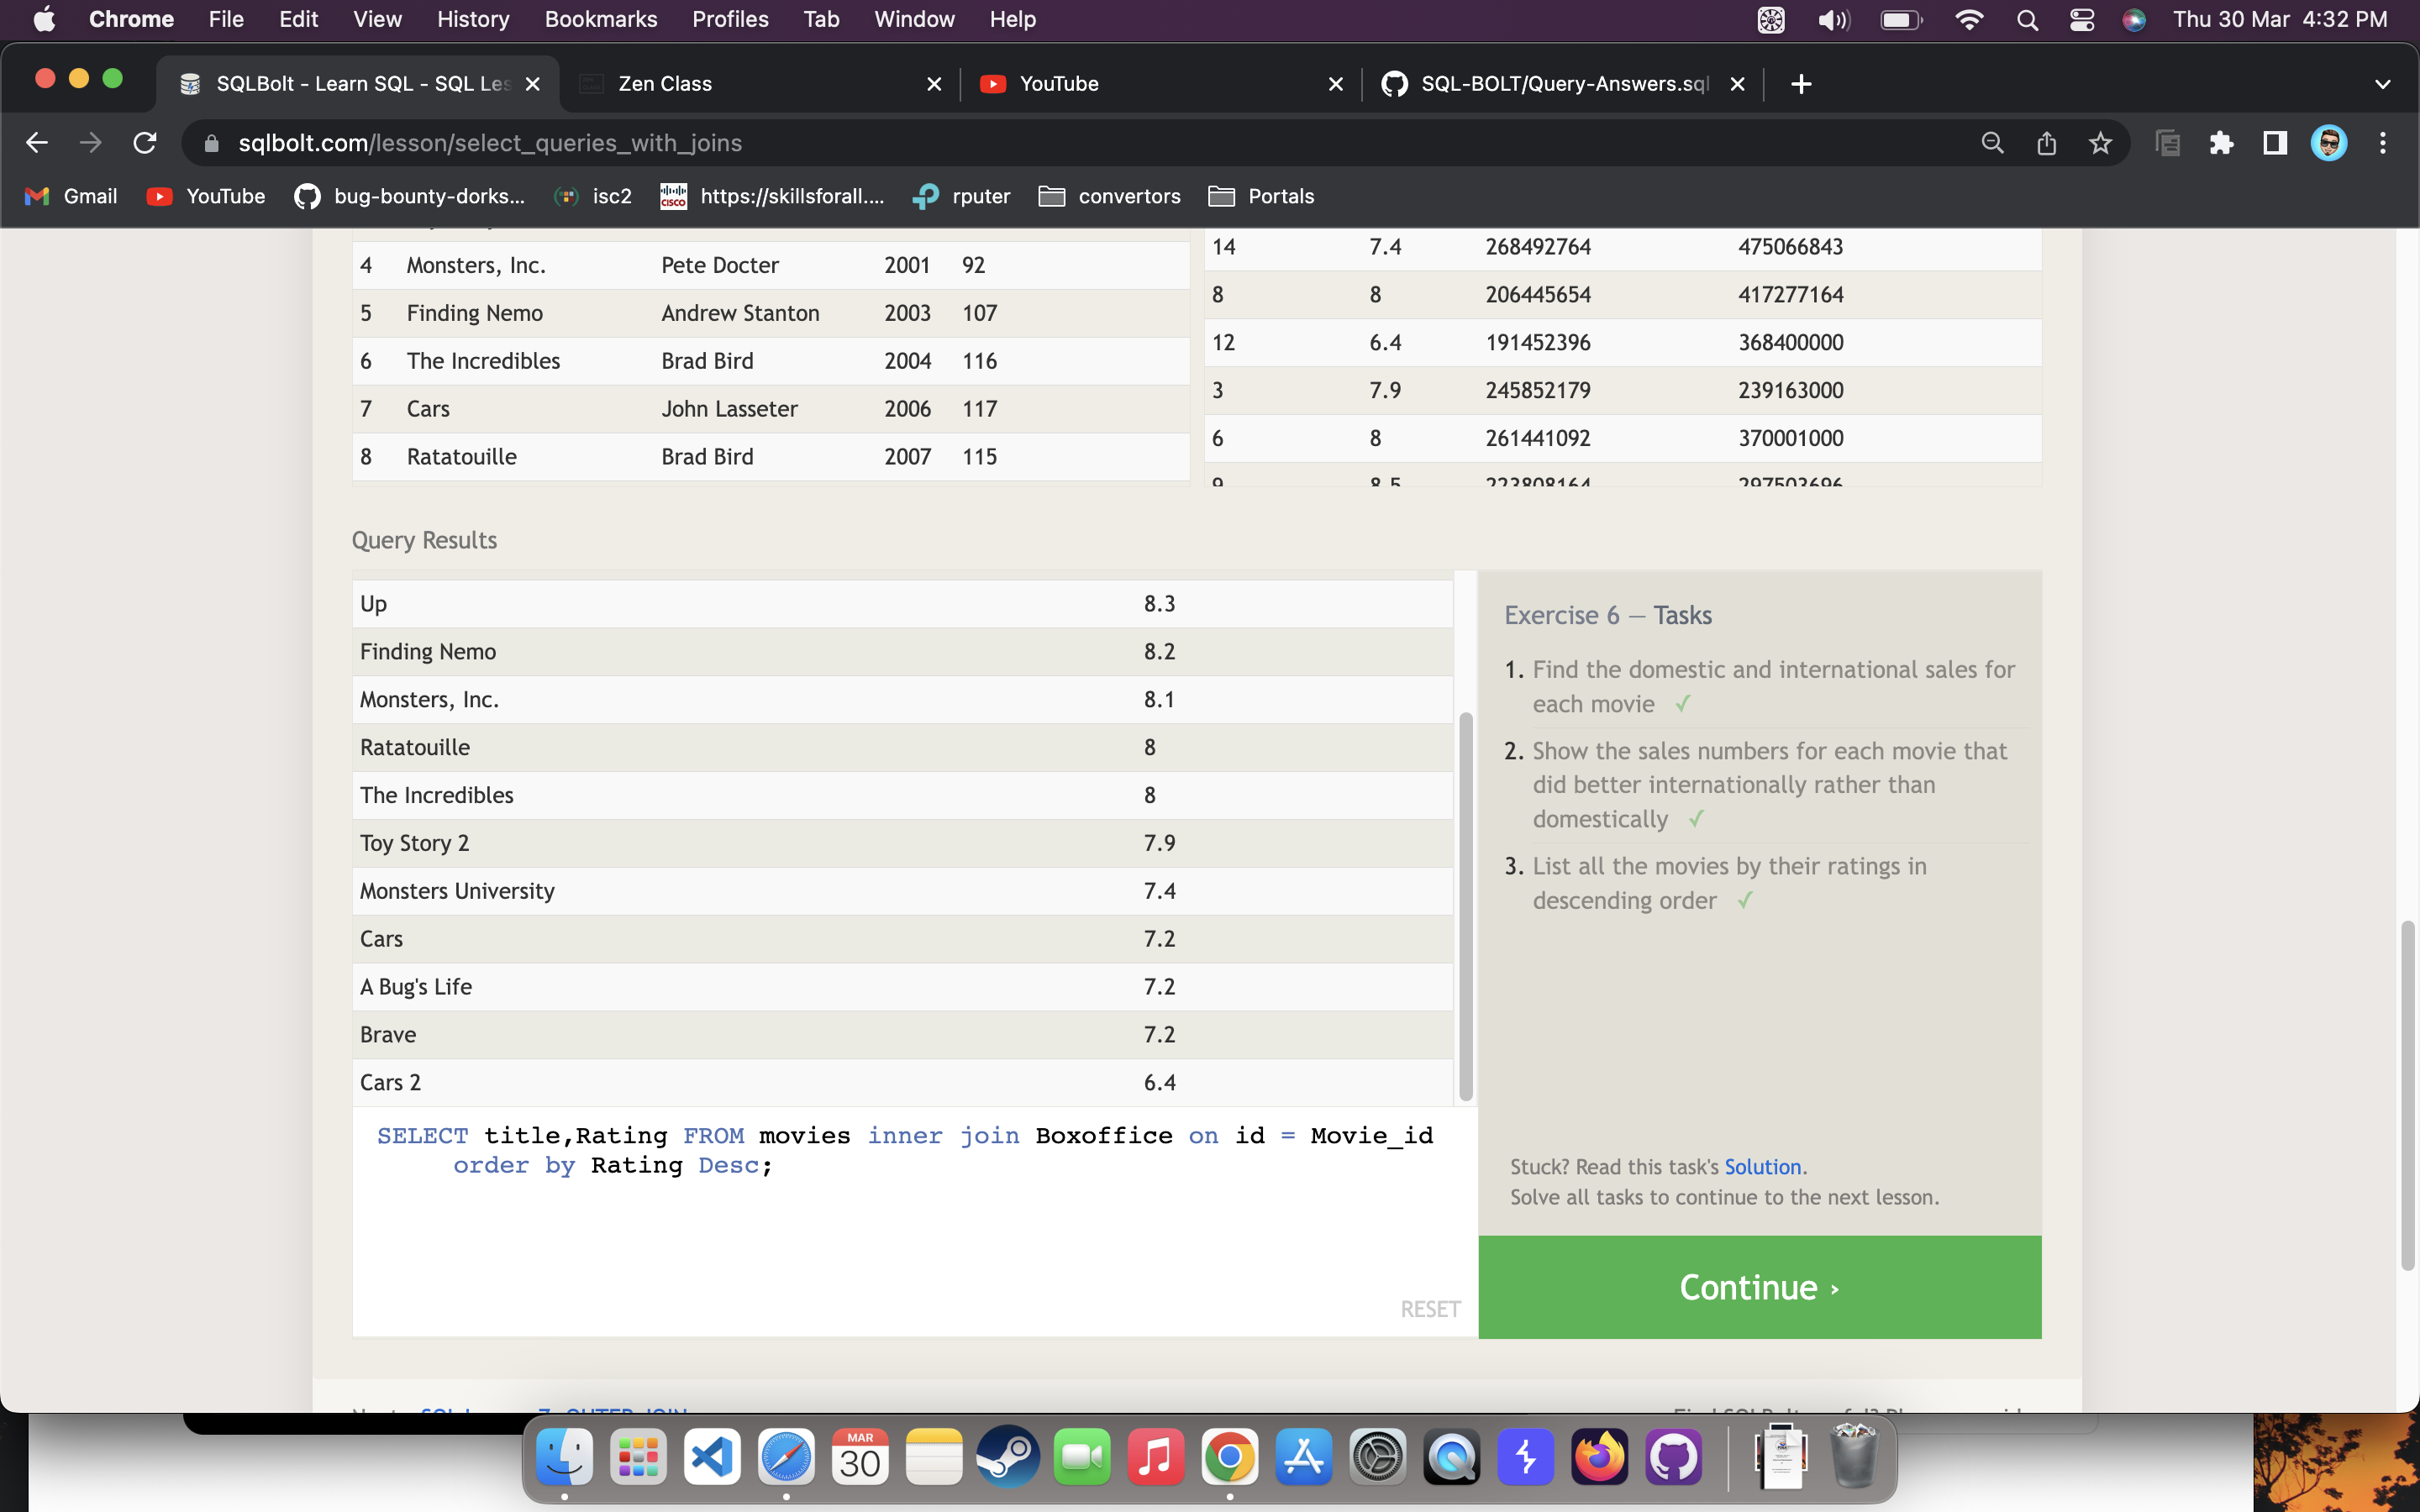 Chrome File Edit View History Bookmarks Profiles Tab Window Help Thu 30 Mar 4:32 PM
SQLBolt - Learn SQL - SQL Les Zen Class YouTube SQL-BOLT/Query-Answers.sql
sqlbolt.com/lesson/select_queries_with_joins
Gmail YouTube bug-bounty-dorks... isc2 https://skillsforall.... rputer convertors Portals
4 Monsters, Inc. Pete Docter 2001 92
5 Finding Nemo Andrew Stanton 2003 107
6 The Incredibles Brad Bird 2004 116
7 Cars John Lasseter 2006 117
8 Ratatouille Brad Bird 2007 115
14 7.4 268492764 475066843
8 8 206445654 417277164
12 6.4 191452396 368400000
3 7.9 245852179 239163000
6 8 261441092 370001000
9 8.5 223808164 297503696
Query Results
Up 8.3
Finding Nemo 8.2
Monsters, Inc. 8.1
Ratatouille 8
The Incredibles 8
Toy Story 2 7.9
Monsters University 7.4
Cars 7.2
A Bug's Life 7.2
Brave 7.2
Cars 2 6.4
SELECT title,Rating FROM movies inner join Boxoffice on id = Movie_id
order by Rating Desc;
RESET
Exercise 6 — Tasks
1. Find the domestic and international sales for
each movie ✓
2. Show the sales numbers for each movie that
did better internationally rather than
domestically ✓
3. List all the movies by their ratings in
descending order ✓
Stuck? Read this task's Solution.
Solve all tasks to continue to the next lesson.
Continue ›
MAR
30